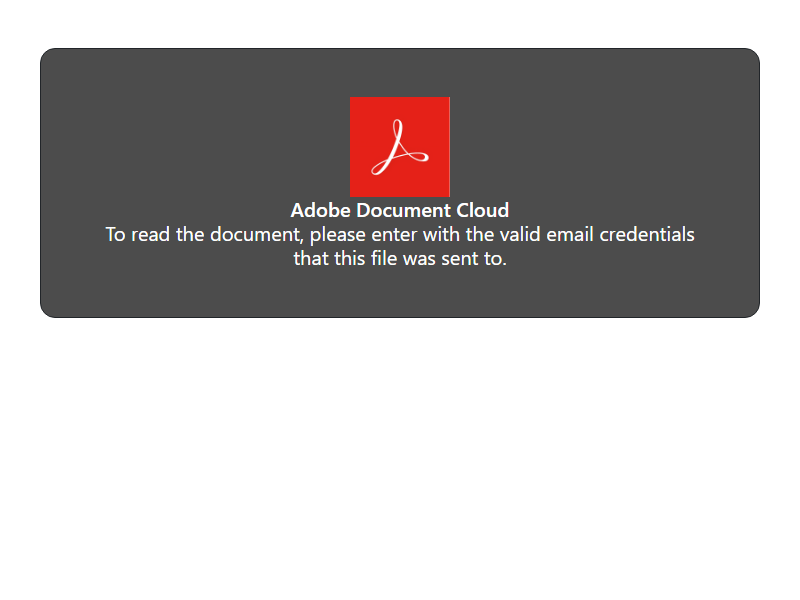 Adobe Document Cloud
To read the document, please enter with the valid email credentials
that this file was sent to.